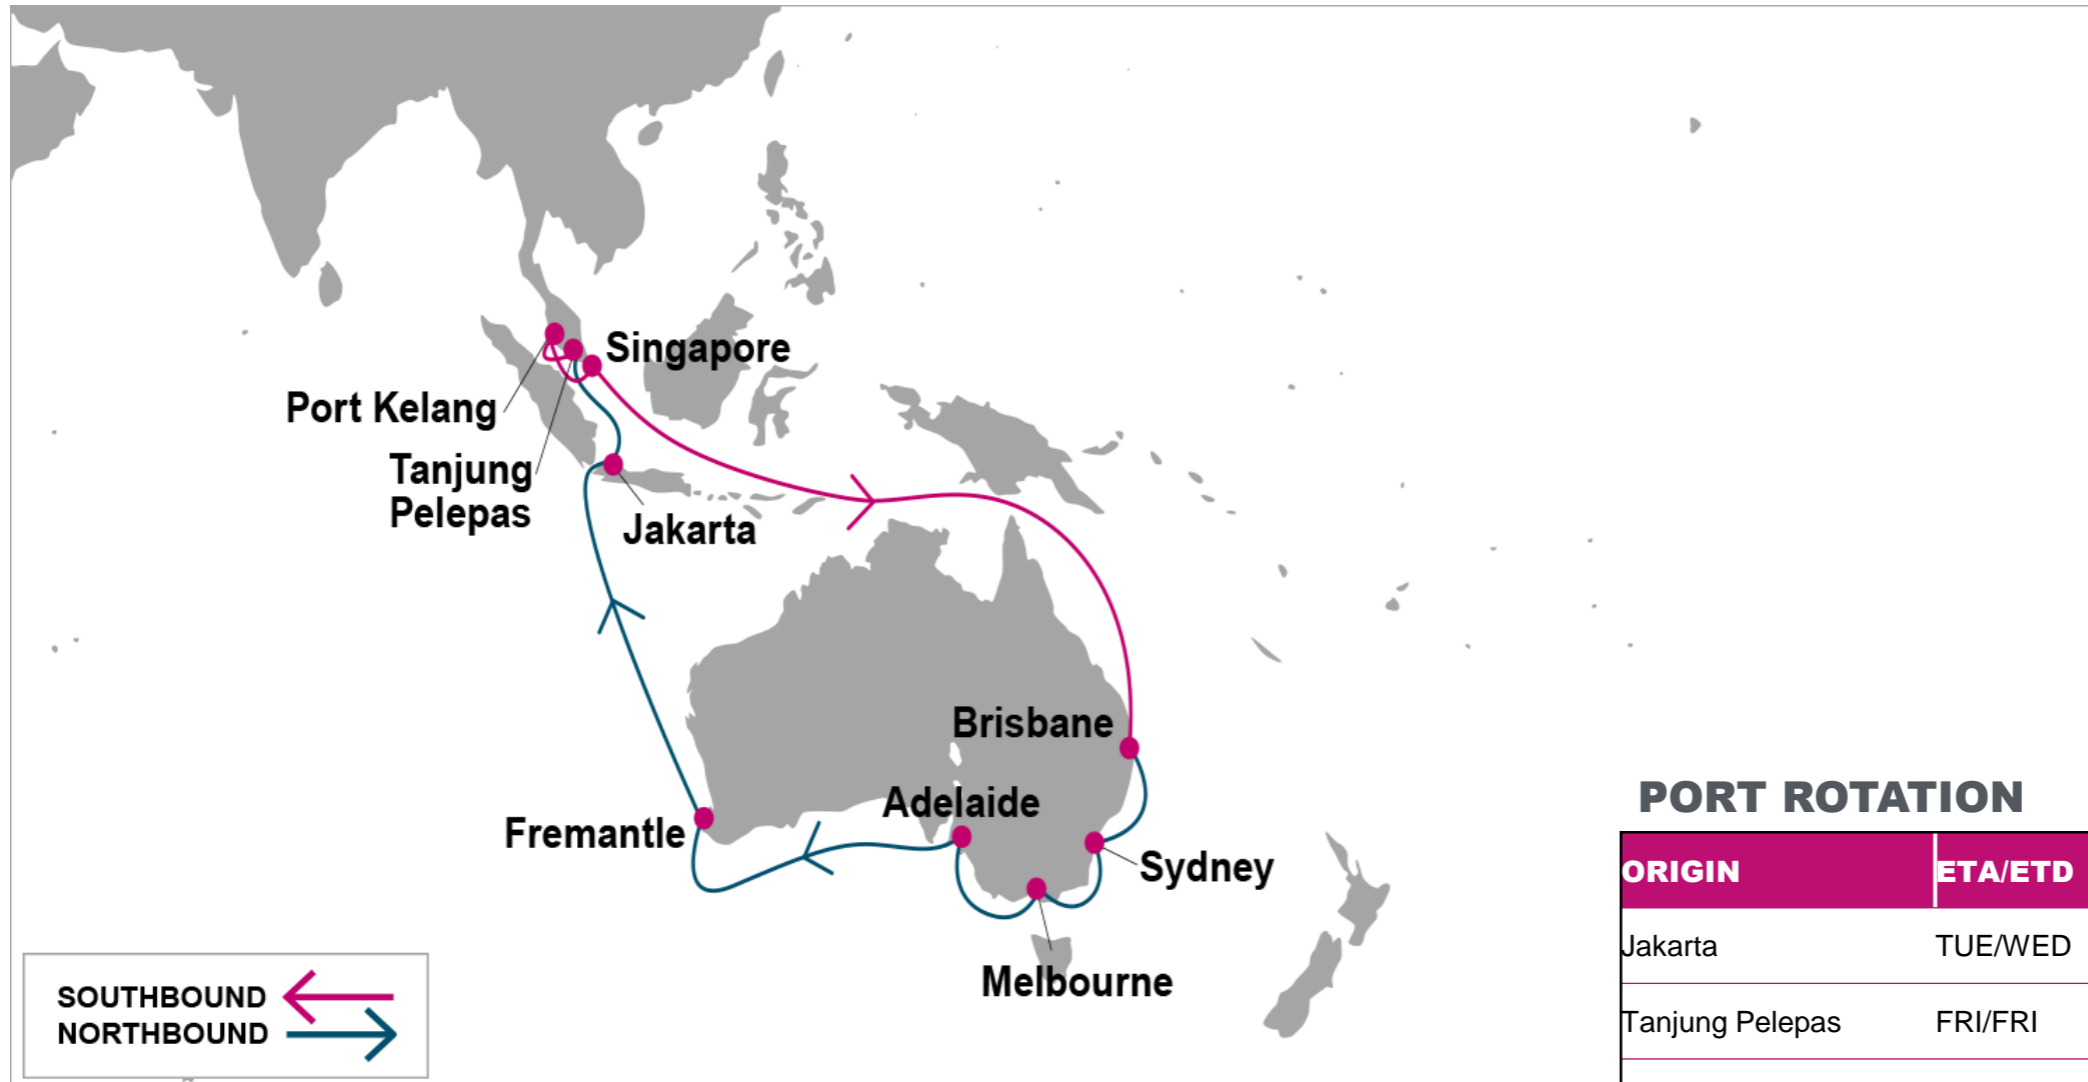 Singapore
Port Kelang
Tanjung
Pelepas
Jakarta
Brisbane
Adelaide
Fremantle
Sydney
Melbourne
SOUTHBOUND
NORTHBOUND
PORT ROTATION
ORIGIN ETA/ETD
Jakarta TUE/WED
Tanjung Pelepas FRI/FRI